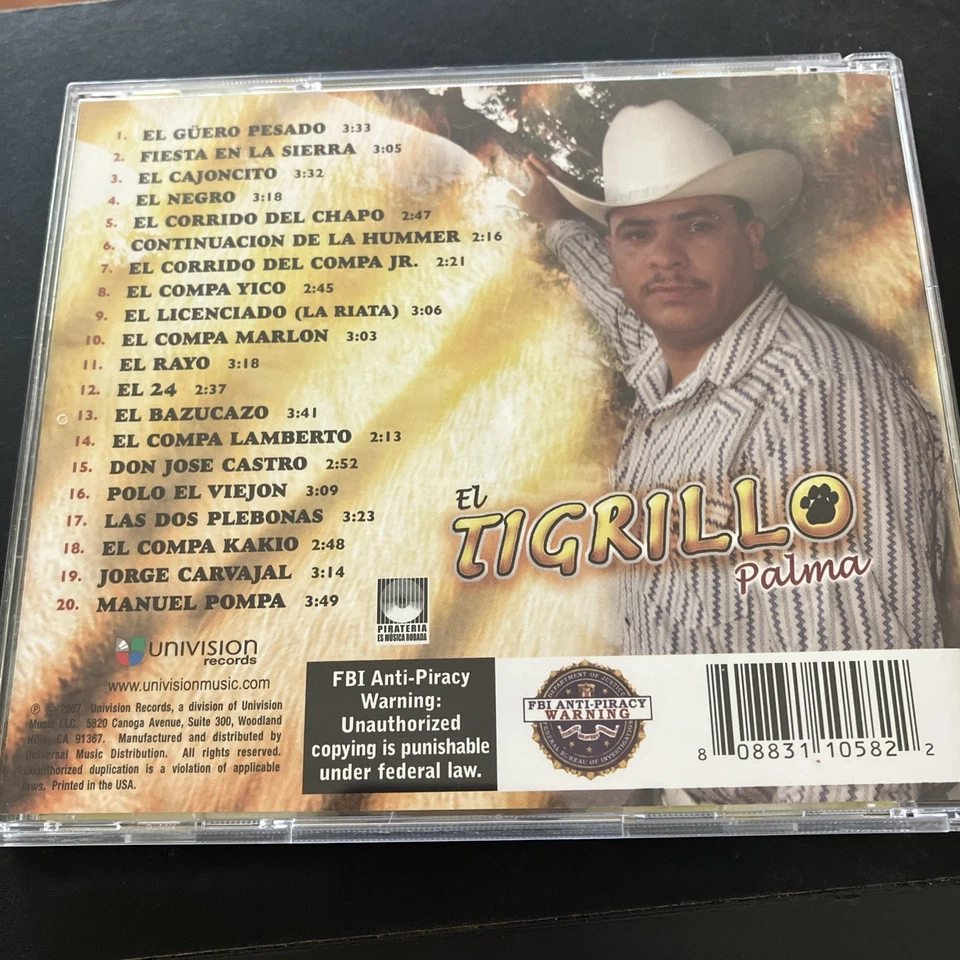 1. EL GÜERO PESADO 3:33
2. FIESTA EN LA SIERRA 3:05
3. EL CAJONCITO 3:32
4. EL NEGRO 3:18
5. EL CORRIDO DEL CHAPO 2:47
6. CONTINUACION DE LA HUMMER 2:16
7. EL CORRIDO DEL COMPA JR. 2:21
8. EL COMPA YICO 2:45
9. EL LICENCIADO (LA RIATA) 3:06
10. EL COMPA MARLON 3:03
11. EL RAYO 3:18
12. EL 24 2:37
13. EL BAZUCAZO 3:41
14. EL COMPA LAMBERTO 2:13
15. DON JOSE CASTRO 2:52
16. POLO EL VIEJON 3:09
17. LAS DOS PLEBONAS 3:23
18. EL COMPA KAKIO 2:48
19. JORGE CARVAJAL 3:14
20. MANUEL POMPA 3:49
El
TIGRILLO
Palma
PIRATERIA
ES MÚSICA ROBADA
UNIVISION
records
www.univisionmusic.com
℗ © 2007 Univision Records, a division of Univision
Music LLC. 5820 Canoga Avenue, Suite 300, Woodland
Hills, CA 91367. Manufactured and distributed by
Universal Music Distribution. All rights reserved.
Unauthorized duplication is a violation of applicable
laws. Printed in the USA.
FBI Anti-Piracy
Warning:
Unauthorized
copying is punishable
under federal law.
DEPARTMENT OF JUSTICE
FBI ANTI-PIRACY
WARNING
FEDERAL BUREAU OF INVESTIGATION
8 08831 10582 2